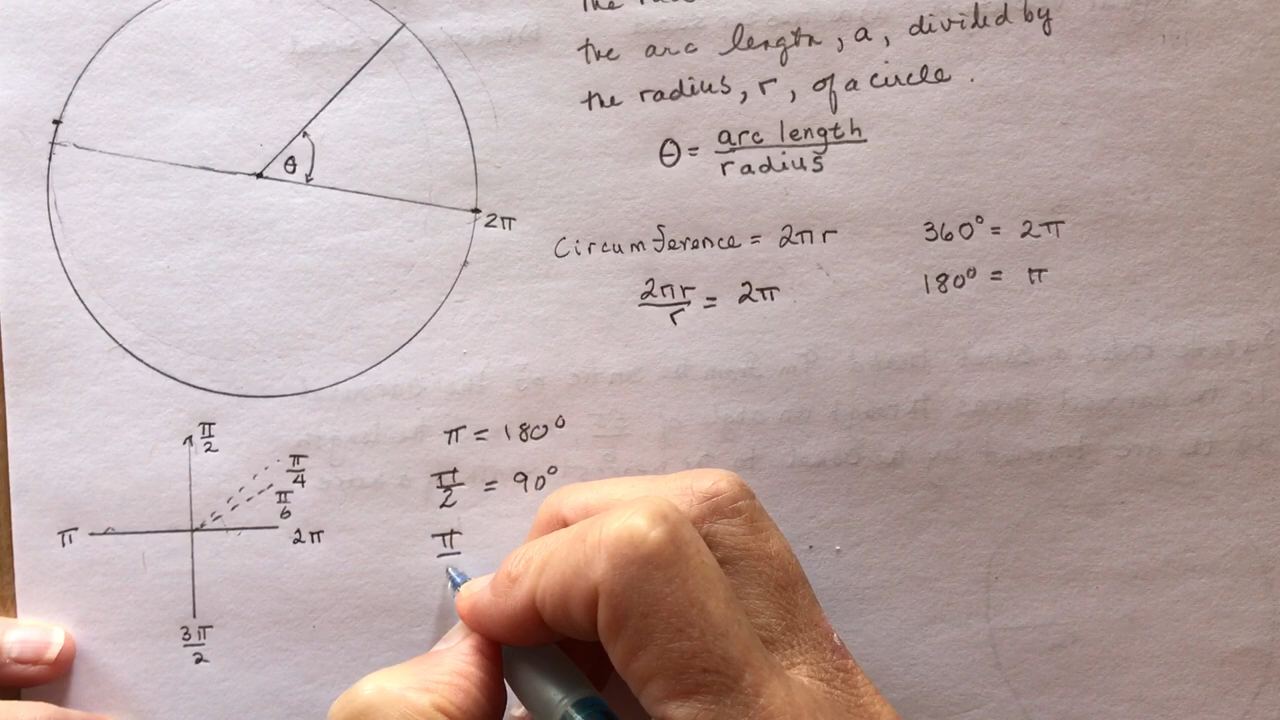 the
the arc length, a, divided by
the radius, r, of a circle.
θ = arc length
radius
θ
2π
Circumference = 2πr
360° = 2π
2πr
r
= 2π
180° = π
π
2
π
4
π
6
π
2π
3π
2
π = 180°
π
2
= 90°
π